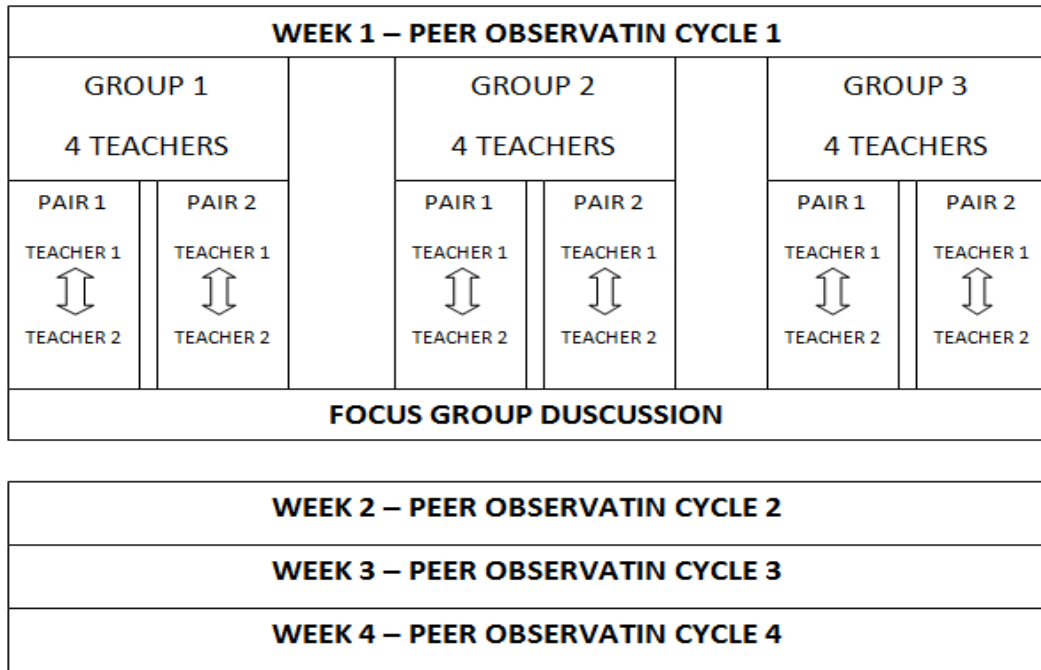 WEEK 1 – PEER OBSERVATIN CYCLE 1
GROUP 1
4 TEACHERS
PAIR 1
TEACHER 1
TEACHER 2
PAIR 2
TEACHER 1
TEACHER 2
GROUP 2
4 TEACHERS
PAIR 1
TEACHER 1
TEACHER 2
PAIR 2
TEACHER 1
TEACHER 2
GROUP 3
4 TEACHERS
PAIR 1
TEACHER 1
TEACHER 2
PAIR 2
TEACHER 1
TEACHER 2
FOCUS GROUP DUSCUSSION
WEEK 2 – PEER OBSERVATIN CYCLE 2
WEEK 3 – PEER OBSERVATIN CYCLE 3
WEEK 4 – PEER OBSERVATIN CYCLE 4